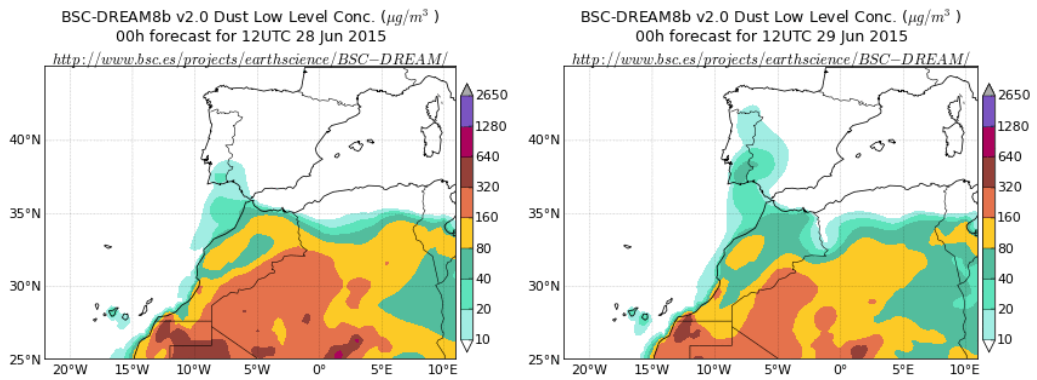 BSC-DREAM8b v2.0 Dust Low Level Conc. (μg/m³ )
00h forecast for 12UTC 28 Jun 2015
http://www.bsc.es/projects/earthscience/BSC−DREAM/
40°N
35°N
30°N
25°N
20°W 15°W 10°W 5°W 0°E 5°E 10°E
2650
1280
640
320
160
80
40
20
10
BSC-DREAM8b v2.0 Dust Low Level Conc. (μg/m³ )
00h forecast for 12UTC 29 Jun 2015
http://www.bsc.es/projects/earthscience/BSC−DREAM/
40°N
35°N
30°N
25°N
20°W 15°W 10°W 5°W 0°E 5°E 10°E
2650
1280
640
320
160
80
40
20
10